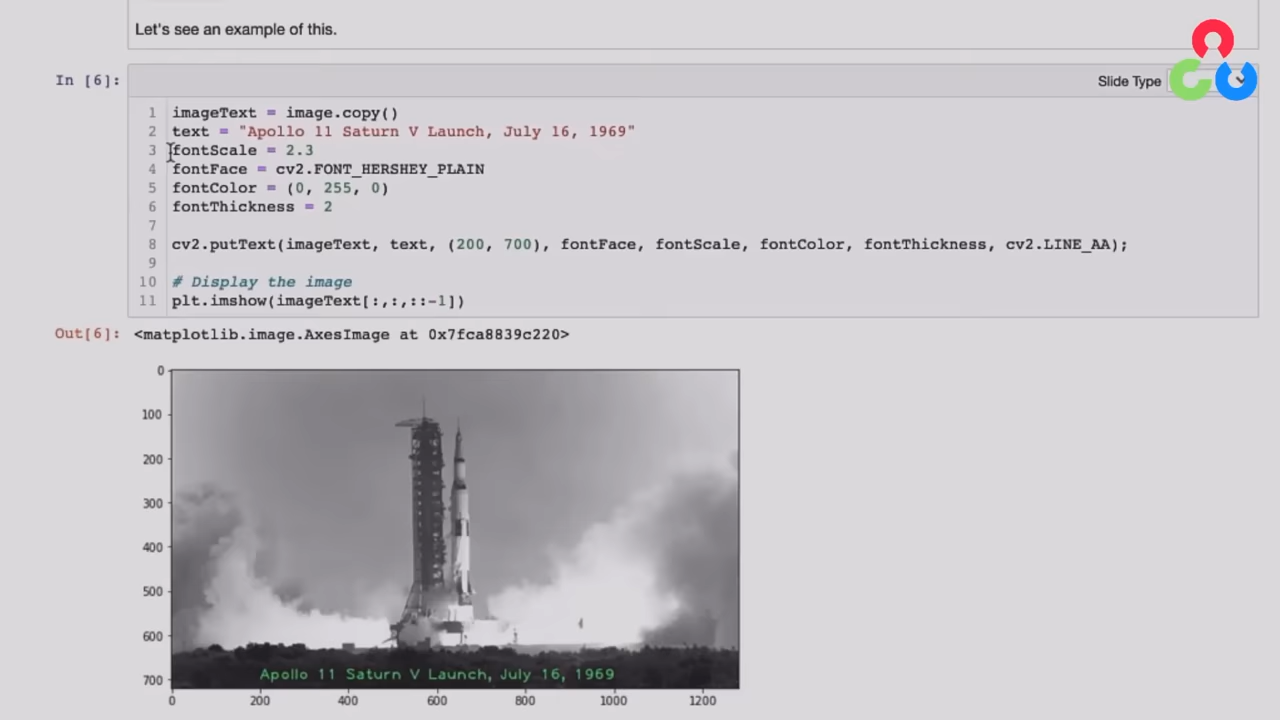 Let's see an example of this.
In [6]:
Slide Type
1 imageText = image.copy()
2 text = "Apollo 11 Saturn V Launch, July 16, 1969"
3 fontScale = 2.3
4 fontFace = cv2.FONT_HERSHEY_PLAIN
5 fontColor = (0, 255, 0)
6 fontThickness = 2
7
8 cv2.putText(imageText, text, (200, 700), fontFace, fontScale, fontColor, fontThickness, cv2.LINE_AA);
9
10 # Display the image
11 plt.imshow(imageText[:,:,::-1])
Out[6]: <matplotlib.image.AxesImage at 0x7fca8839c220>
0
100
200
300
400
500
600
700
Apollo 11 Saturn V Launch, July 16, 1969
0 200 400 600 800 1000 1200